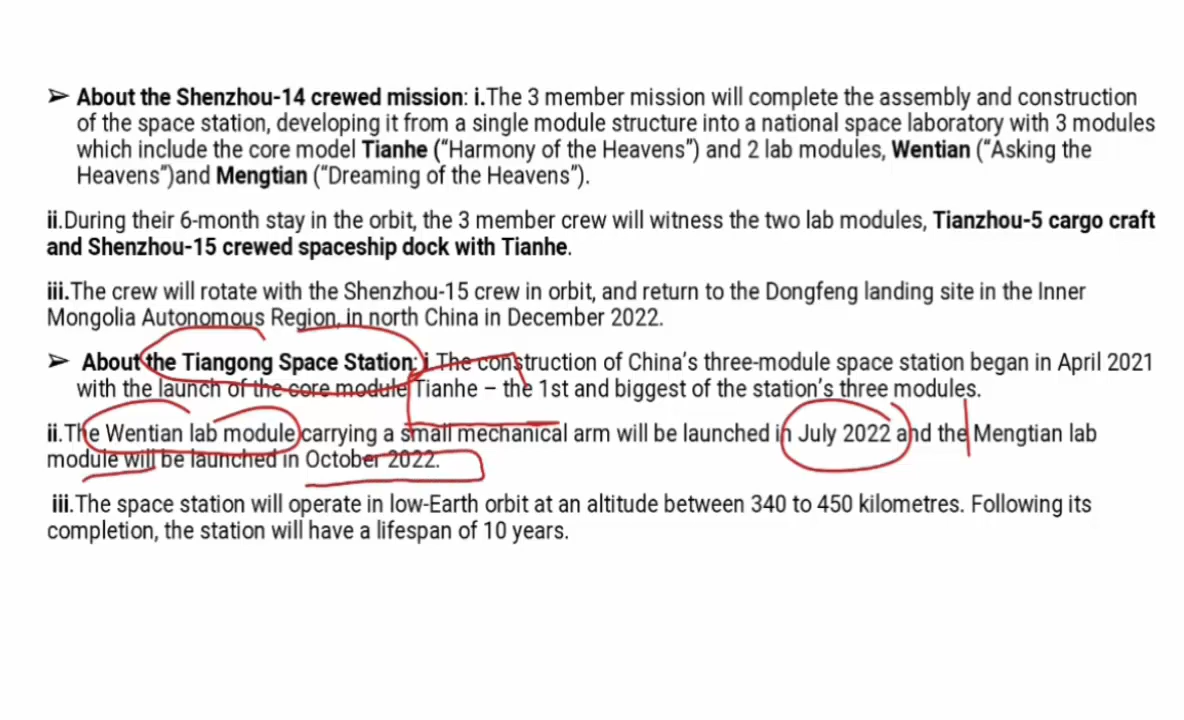 ➢ About the Shenzhou-14 crewed mission: i.The 3 member mission will complete the assembly and construction
of the space station, developing it from a single module structure into a national space laboratory with 3 modules
which include the core model Tianhe (“Harmony of the Heavens”) and 2 lab modules, Wentian (“Asking the
Heavens”)and Mengtian (“Dreaming of the Heavens”).
ii.During their 6-month stay in the orbit, the 3 member crew will witness the two lab modules, Tianzhou-5 cargo craft
and Shenzhou-15 crewed spaceship dock with Tianhe.
iii.The crew will rotate with the Shenzhou-15 crew in orbit, and return to the Dongfeng landing site in the Inner
Mongolia Autonomous Region, in north China in December 2022.
➢ About the Tiangong Space Station: i.The construction of China’s three-module space station began in April 2021
with the launch of the core module Tianhe – the 1st and biggest of the station’s three modules.
ii.The Wentian lab module carrying a small mechanical arm will be launched in July 2022 and the Mengtian lab
module will be launched in October 2022.
iii.The space station will operate in low-Earth orbit at an altitude between 340 to 450 kilometres. Following its
completion, the station will have a lifespan of 10 years.